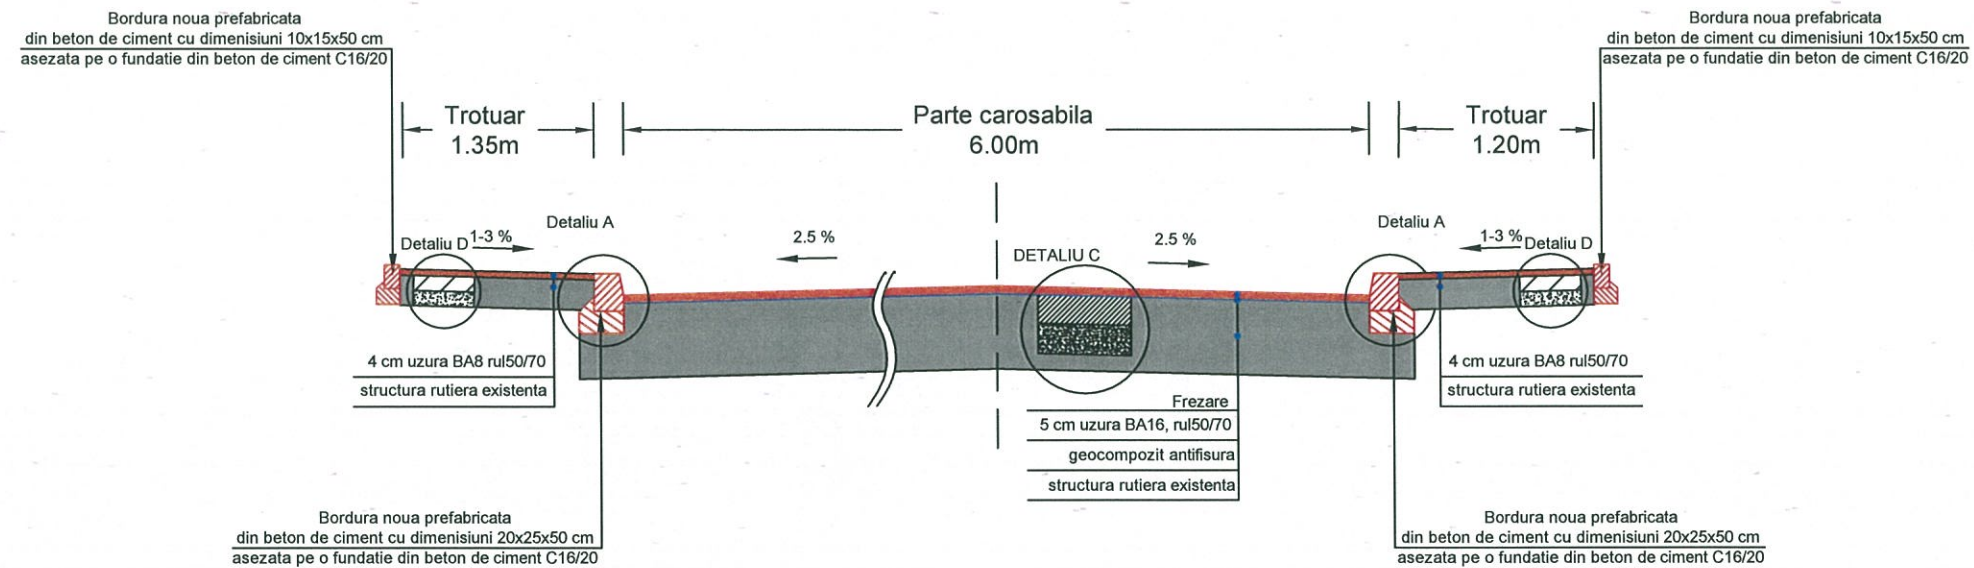 Bordura noua prefabricata
din beton de ciment cu dimenisiuni 10x15x50 cm
asezata pe o fundatie din beton de ciment C16/20
Bordura noua prefabricata
din beton de ciment cu dimenisiuni 10x15x50 cm
asezata pe o fundatie din beton de ciment C16/20
Trotuar
1.35m
Parte carosabila
6.00m
Trotuar
1.20m
Detaliu D
1-3 %
Detaliu A
2.5 %
DETALIU C
2.5 %
Detaliu A
1-3 %
Detaliu D
4 cm uzura BA8 rul50/70
structura rutiera existenta
Frezare
5 cm uzura BA16, rul50/70
geocompozit antifisura
structura rutiera existenta
4 cm uzura BA8 rul50/70
structura rutiera existenta
Bordura noua prefabricata
din beton de ciment cu dimenisiuni 20x25x50 cm
asezata pe o fundatie din beton de ciment C16/20
Bordura noua prefabricata
din beton de ciment cu dimenisiuni 20x25x50 cm
asezata pe o fundatie din beton de ciment C16/20